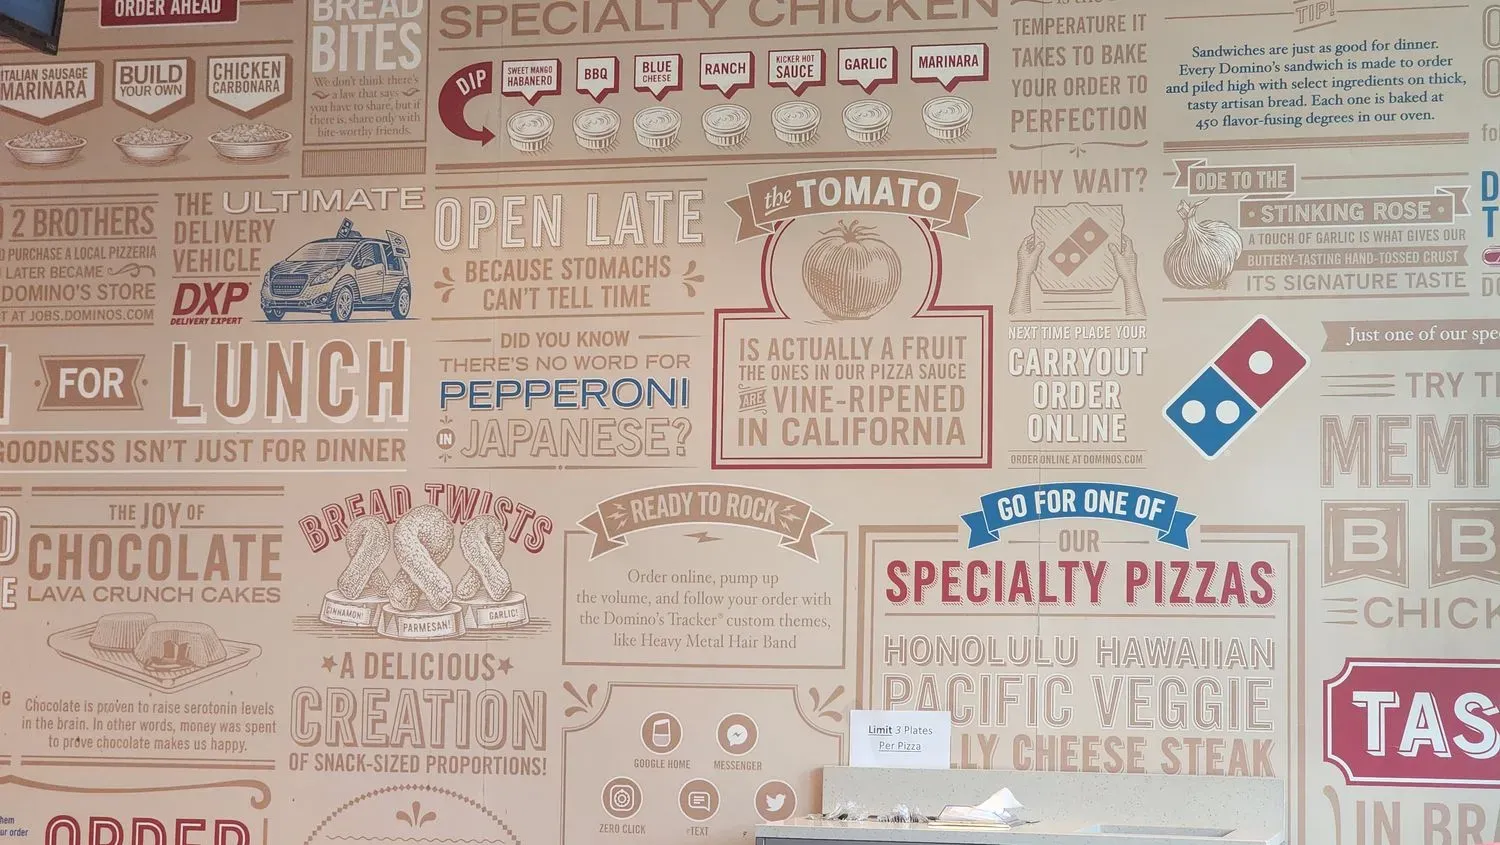 ORDER AHEAD
ITALIAN SAUSAGE
MARINARA
BUILD
YOUR OWN
CHICKEN
CARBONARA
BREAD
BITES
We don't think there's
a law that says
you have to share, but if
there is, share only with
bite-worthy friends.
SPECIALTY CHICKEN
DIP
SWEET MANGO
HABANERO
BBQ
BLUE
CHEESE
RANCH
KICKER HOT
SAUCE
GARLIC
MARINARA
TEMPERATURE IT
TAKES TO BAKE
YOUR ORDER TO
PERFECTION
TIP!
Sandwiches are just as good for dinner.
Every Domino's sandwich is made to order
and piled high with select ingredients on thick,
tasty artisan bread. Each one is baked at
450 flavor-fusing degrees in our oven.
2 BROTHERS
PURCHASE A LOCAL PIZZERIA
LATER BECAME
DOMINO'S STORE
AT JOBS.DOMINOS.COM
THE ULTIMATE
DELIVERY
VEHICLE
DXP
DELIVERY EXPERT
OPEN LATE
BECAUSE STOMACHS
CAN'T TELL TIME
the TOMATO
IS ACTUALLY A FRUIT
THE ONES IN OUR PIZZA SAUCE
ARE VINE-RIPENED
IN CALIFORNIA
WHY WAIT?
NEXT TIME PLACE YOUR
CARRYOUT
ORDER
ONLINE
ORDER ONLINE AT DOMINOS.COM
ODE TO THE
STINKING ROSE
A TOUCH OF GARLIC IS WHAT GIVES OUR
BUTTERY-TASTING HAND-TOSSED CRUST
ITS SIGNATURE TASTE
FOR LUNCH
GOODNESS ISN'T JUST FOR DINNER
DID YOU KNOW
THERE'S NO WORD FOR
PEPPERONI
IN JAPANESE?
Just one of our spe
TRY T
MEMP
B B
CHICK
TAS
IN BR
THE JOY OF
CHOCOLATE
LAVA CRUNCH CAKES
Chocolate is proven to raise serotonin levels
in the brain. In other words, money was spent
to prove chocolate makes us happy.
BREAD TWISTS
CINNAMON!
PARMESAN!
GARLIC!
A DELICIOUS
CREATION
OF SNACK-SIZED PROPORTIONS!
READY TO ROCK
Order online, pump up
the volume, and follow your order with
the Domino's Tracker® custom themes,
like Heavy Metal Hair Band
GOOGLE HOME
MESSENGER
ZERO CLICK
eTEXT
GO FOR ONE OF
OUR
SPECIALTY PIZZAS
HONOLULU HAWAIIAN
PACIFIC VEGGIE
LLY CHEESE STEAK
Limit 3 Plates
Per Pizza
ORDER